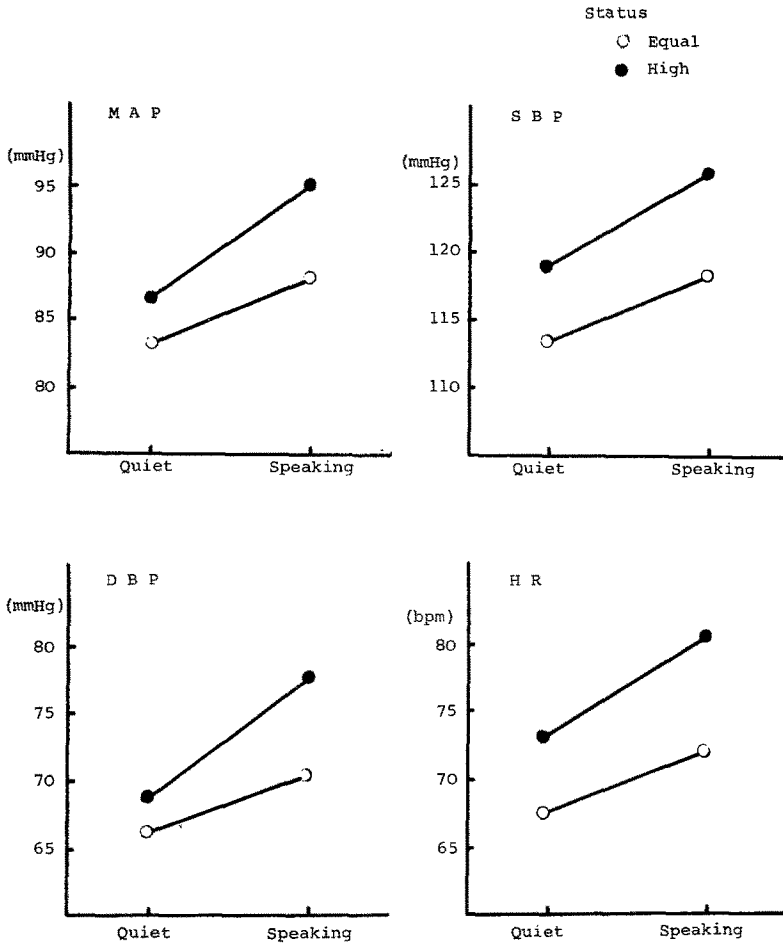 Status
Equal
High
M A P
(mmHg)
95
90
85
80
Quiet Speaking
S B P
(mmHg)
125
120
115
110
Quiet Speaking
D B P
(mmHg)
80
75
70
65
Quiet Speaking
H R
(bpm)
80
75
70
65
Quiet Speaking